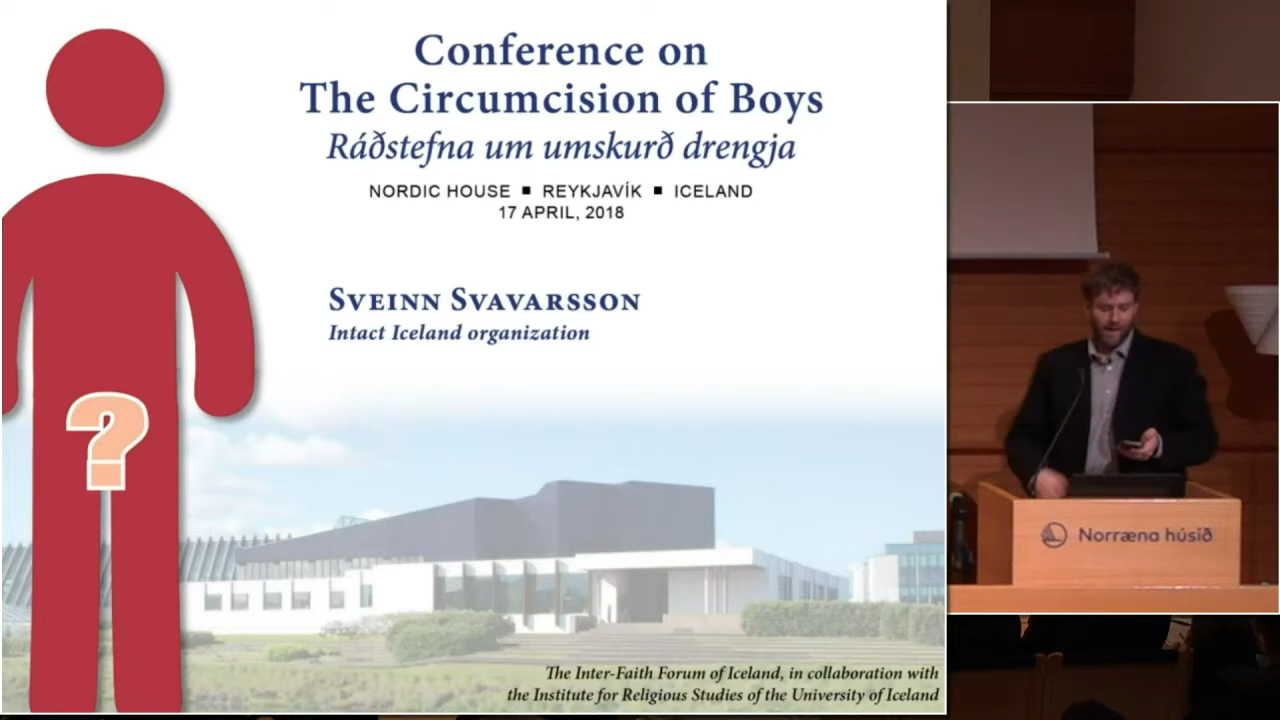 Conference on
The Circumcision of Boys
Ráðstefna um umskurð drengja
NORDIC HOUSE ■ REYKJAVÍK ■ ICELAND
17 APRIL, 2018
SVEINN SVAVARSSON
Intact Iceland organization
?
The Inter-Faith Forum of Iceland, in collaboration with
the Institute for Religious Studies of the University of Iceland
Norræna húsið